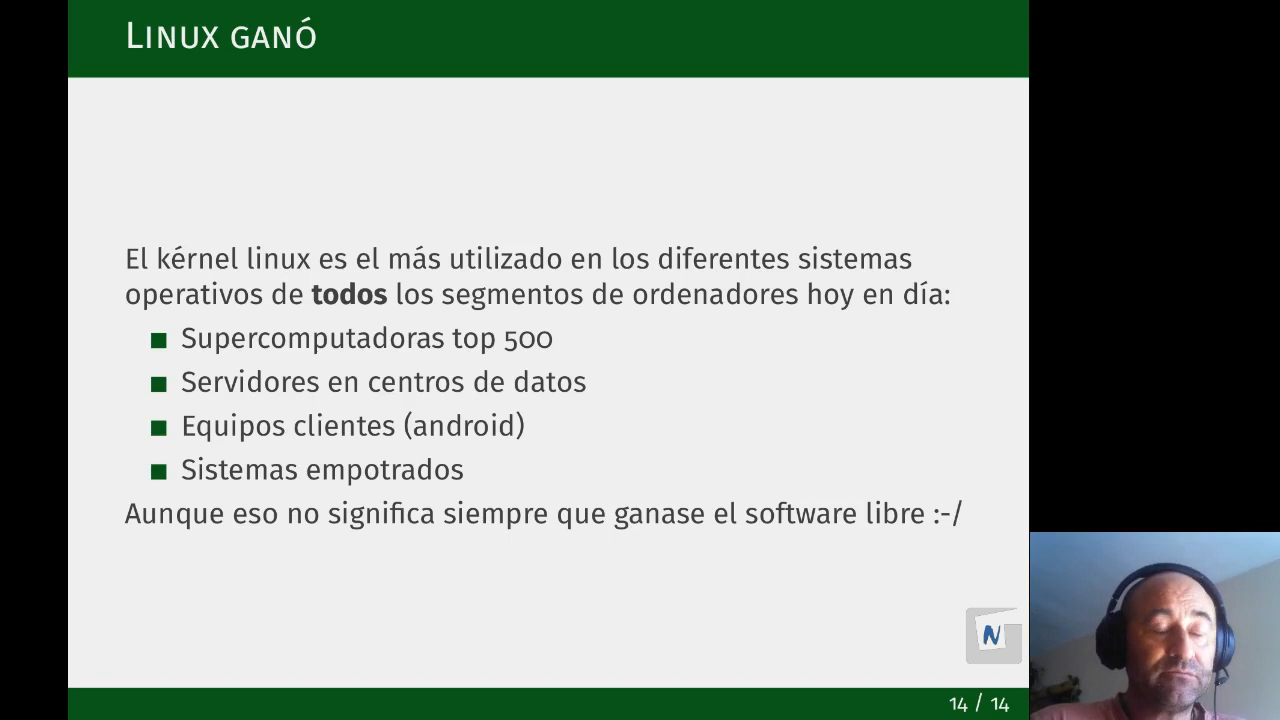 Linux ganó
El kérnel linux es el más utilizado en los diferentes sistemas
operativos de todos los segmentos de ordenadores hoy en día:
Supercomputadoras top 500
Servidores en centros de datos
Equipos clientes (android)
Sistemas empotrados
Aunque eso no significa siempre que ganase el software libre :-/
N
14 / 14